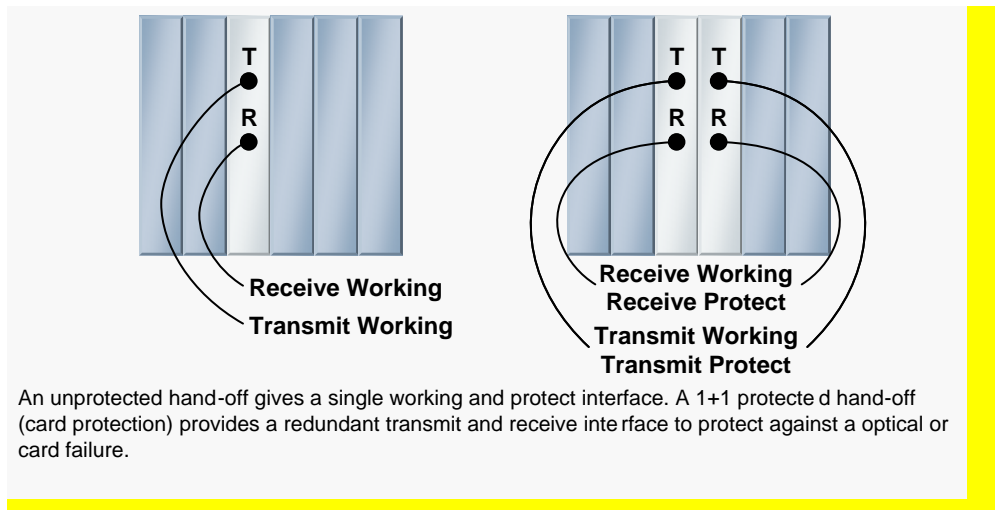 T
R
Receive Working
Transmit Working
T T
R R
Receive Working
Receive Protect
Transmit Working
Transmit Protect
An unprotected hand-off gives a single working and protect interface. A 1+1 protecte d hand-off
(card protection) provides a redundant transmit and receive inte rface to protect against a optical or
card failure.